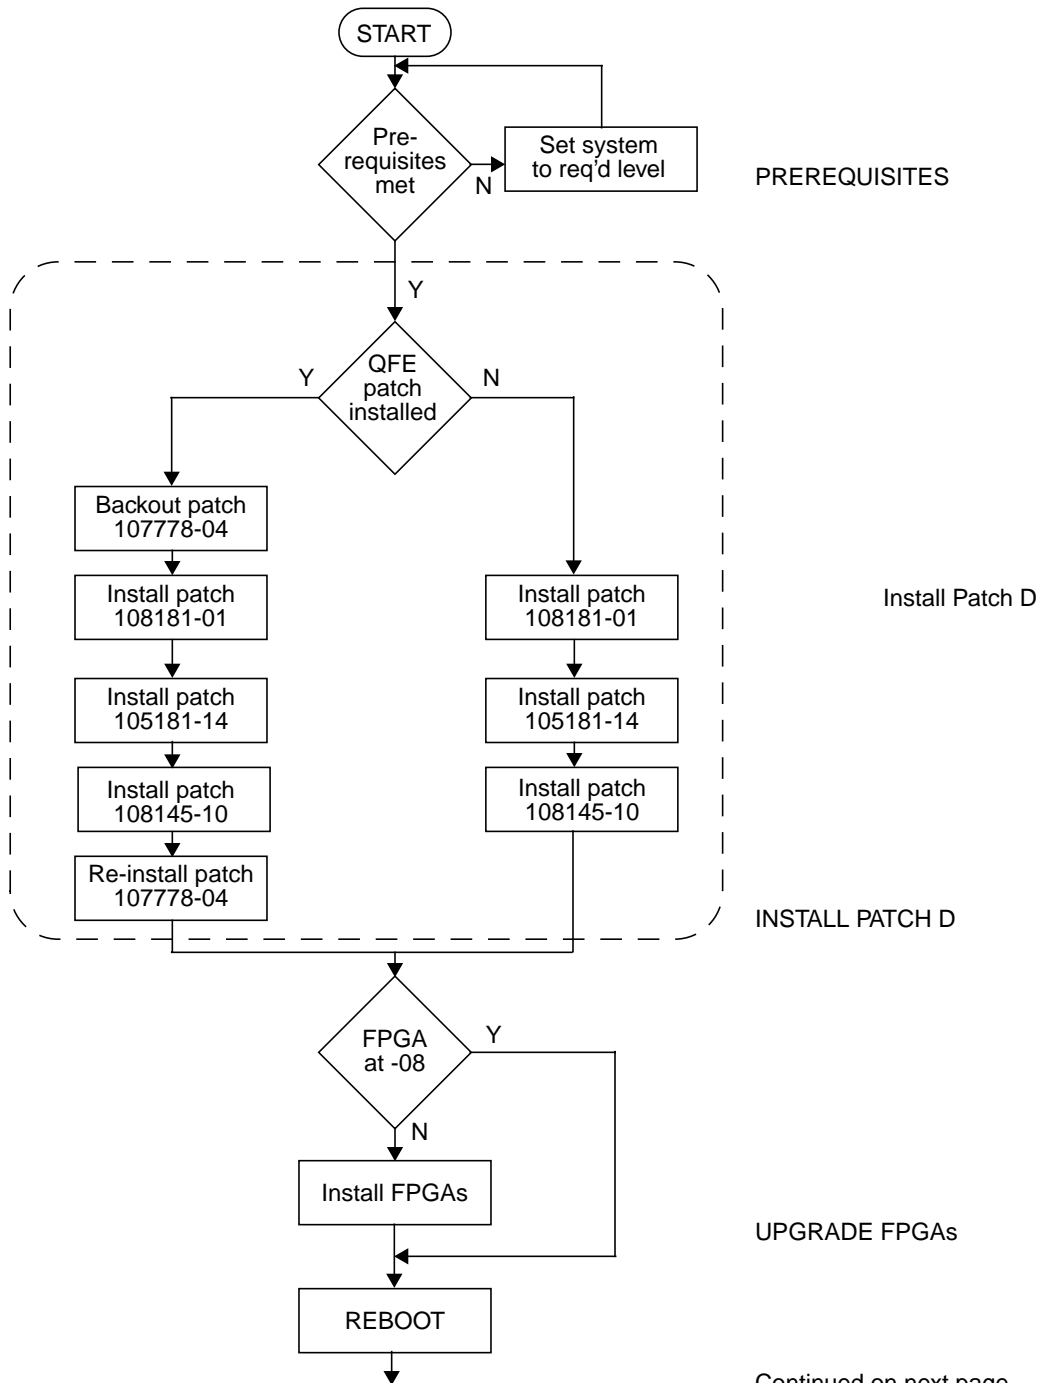 START
Pre-
requisites
met
N
Set system
to req’d level
PREREQUISITES
Y
QFE
patch
installed
Y
N
Backout patch
107778-04
Install patch
108181-01
Install patch
105181-14
Install patch
108145-10
Re-install patch
107778-04
Install patch
108181-01
Install patch
105181-14
Install patch
108145-10
Install Patch D
INSTALL PATCH D
FPGA
at -08
Y
N
Install FPGAs
UPGRADE FPGAs
REBOOT
Continued on next page